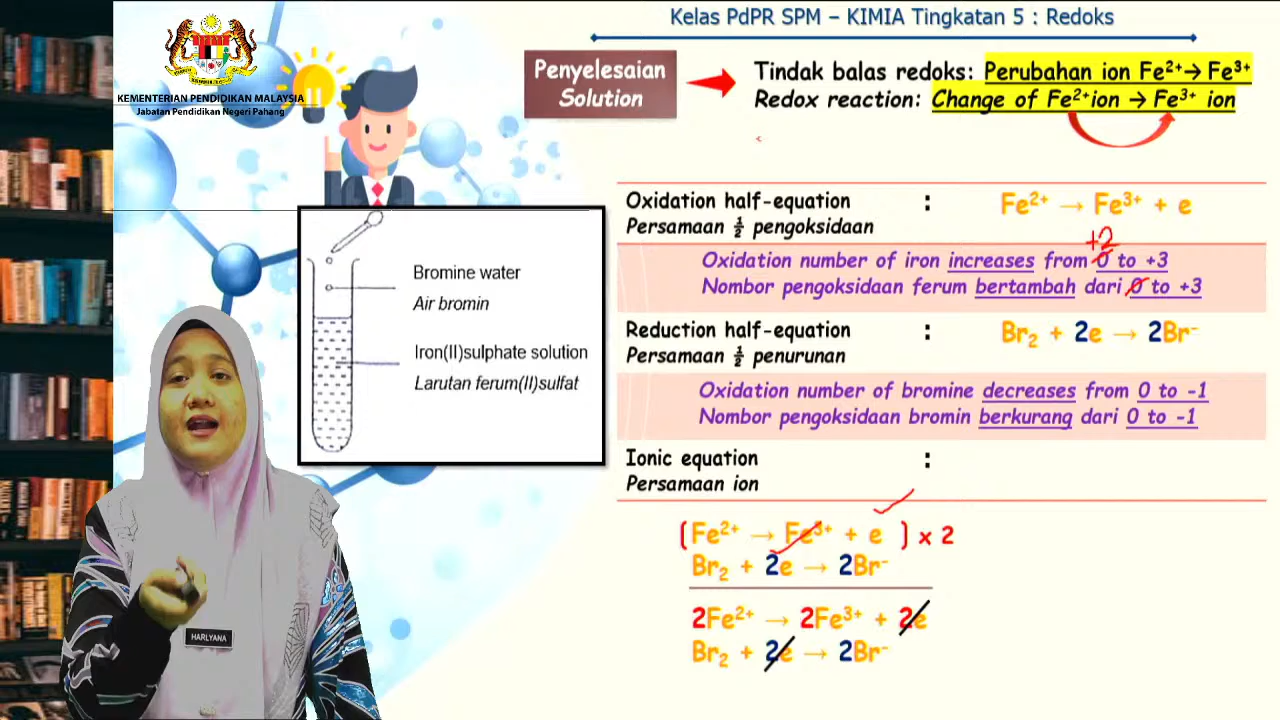 Kelas PdPR SPM – KIMIA Tingkatan 5 : Redoks
KEMENTERIAN PENDIDIKAN MALAYSIA
Jabatan Pendidikan Negeri Pahang
Penyelesaian
Solution
Tindak balas redoks: Perubahan ion Fe²⁺→ Fe³⁺
Redox reaction: Change of Fe²⁺ion → Fe³⁺ ion
Bromine water
Air bromin
Iron(II)sulphate solution
Larutan ferum(II)sulfat
HARLYANA
Oxidation half-equation : Fe²⁺ → Fe³⁺ + e
Persamaan ½ pengoksidaan
+2
Oxidation number of iron increases from 0 to +3
Nombor pengoksidaan ferum bertambah dari 0 to +3
Reduction half-equation : Br₂ + 2e → 2Br⁻
Persamaan ½ penurunan
Oxidation number of bromine decreases from 0 to -1
Nombor pengoksidaan bromin berkurang dari 0 to -1
Ionic equation :
Persamaan ion
(Fe²⁺ → Fe³⁺ + e ) x 2
Br₂ + 2e → 2Br⁻
2Fe²⁺ → 2Fe³⁺ + 2e
Br₂ + 2e → 2Br⁻